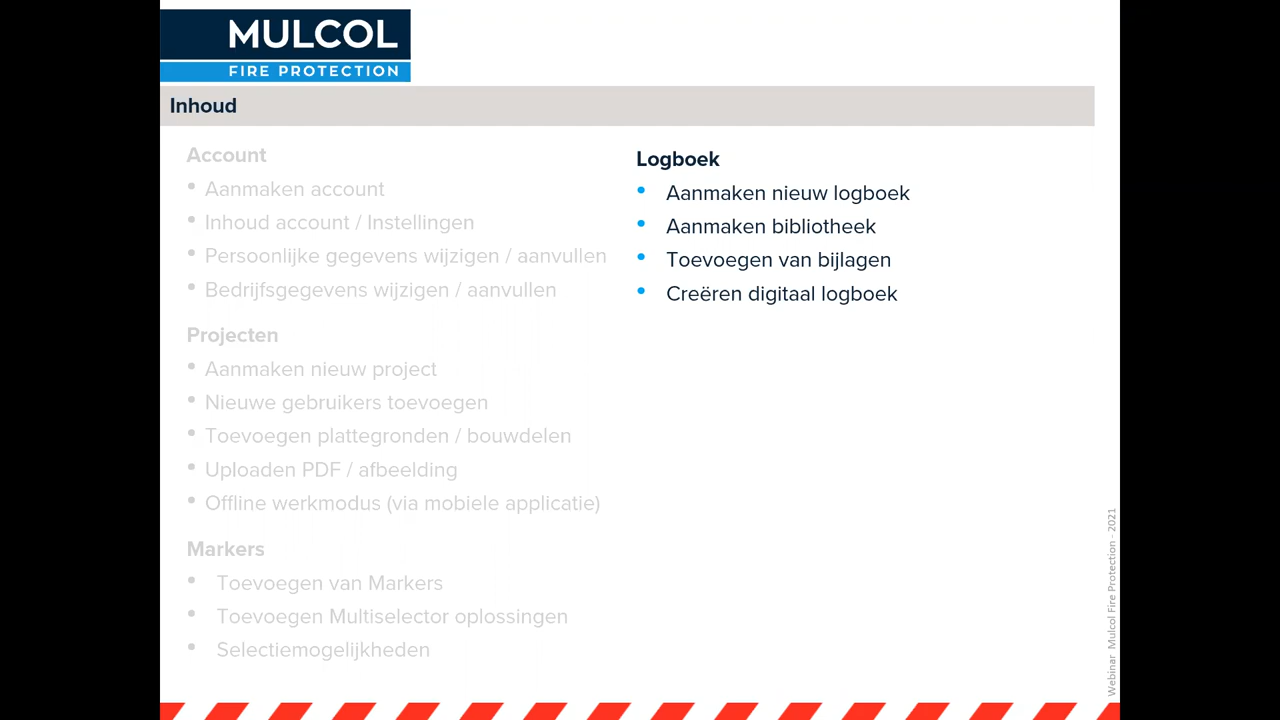 MULCOL
FIRE PROTECTION
Inhoud
Account
• Aanmaken account
• Inhoud account / Instellingen
• Persoonlijke gegevens wijzigen / aanvullen
• Bedrijfsgegevens wijzigen / aanvullen
Projecten
• Aanmaken nieuw project
• Nieuwe gebruikers toevoegen
• Toevoegen plattegronden / bouwdelen
• Uploaden PDF / afbeelding
• Offline werkmodus (via mobiele applicatie)
Markers
• Toevoegen van Markers
• Toevoegen Multiselector oplossingen
• Selectiemogelijkheden
Logboek
• Aanmaken nieuw logboek
• Aanmaken bibliotheek
• Toevoegen van bijlagen
• Creëren digitaal logboek
Webinar Mulcol Fire Protection - 2021